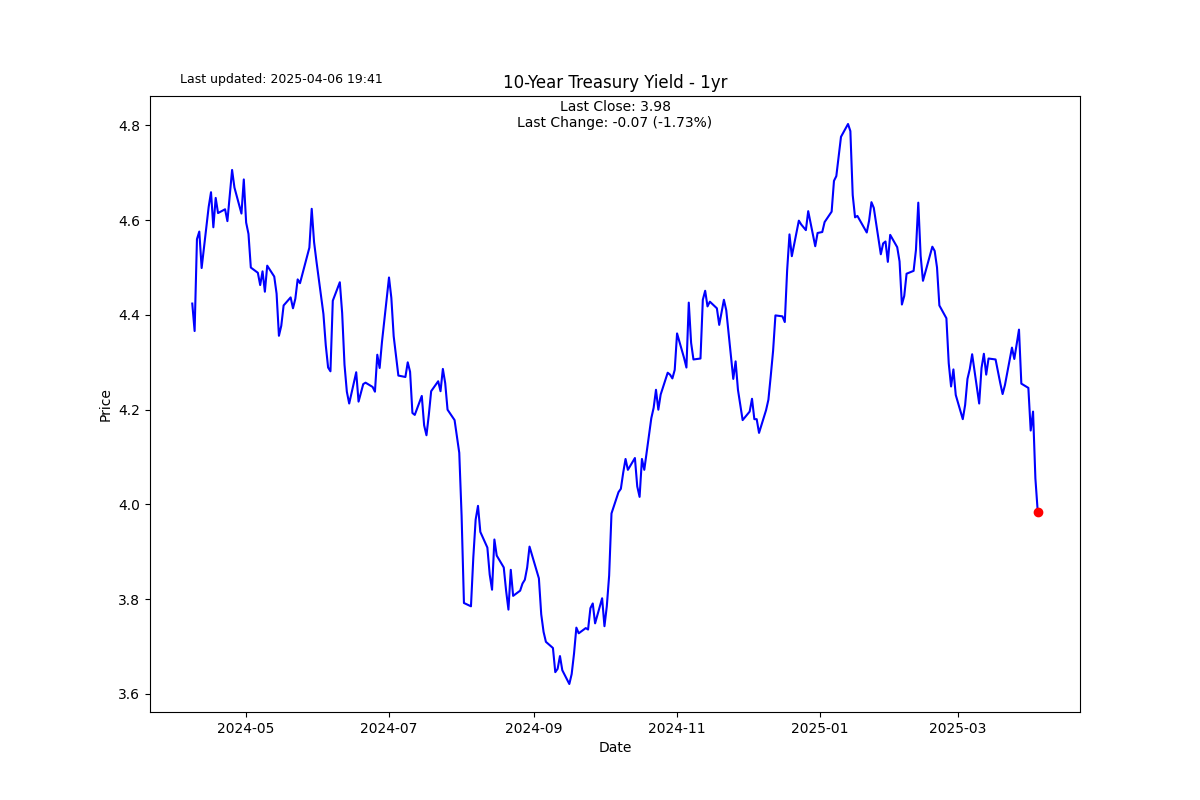 Last updated: 2025-04-06 19:41
10-Year Treasury Yield - 1yr
Last Close: 3.98
Last Change: -0.07 (-1.73%)
Price
4.8
4.6
4.4
4.2
4.0
3.8
3.6
2024-05
2024-07
2024-09
2024-11
2025-01
2025-03
Date